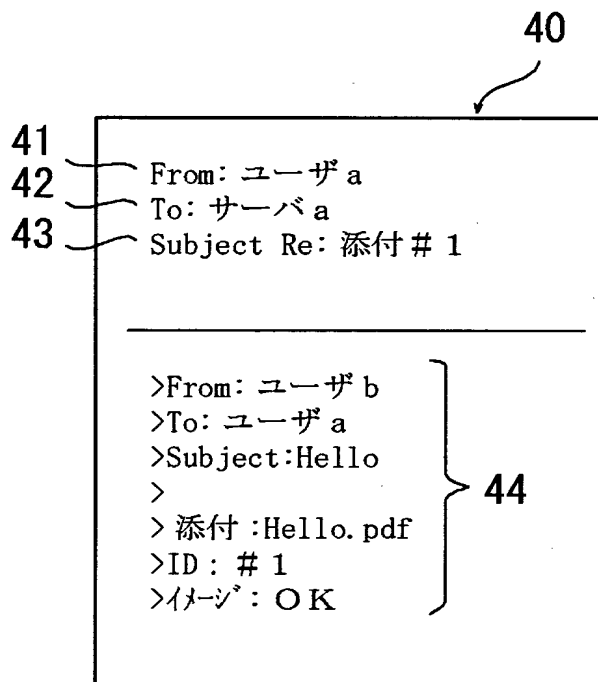 40
41
From: ユーザa
42
To: サーバa
43
Subject Re: 添付#1
>From: ユーザb
>To: ユーザa
>Subject:Hello
>
> 添付:Hello.pdf
>ID: #1
>イメージ: OK
44